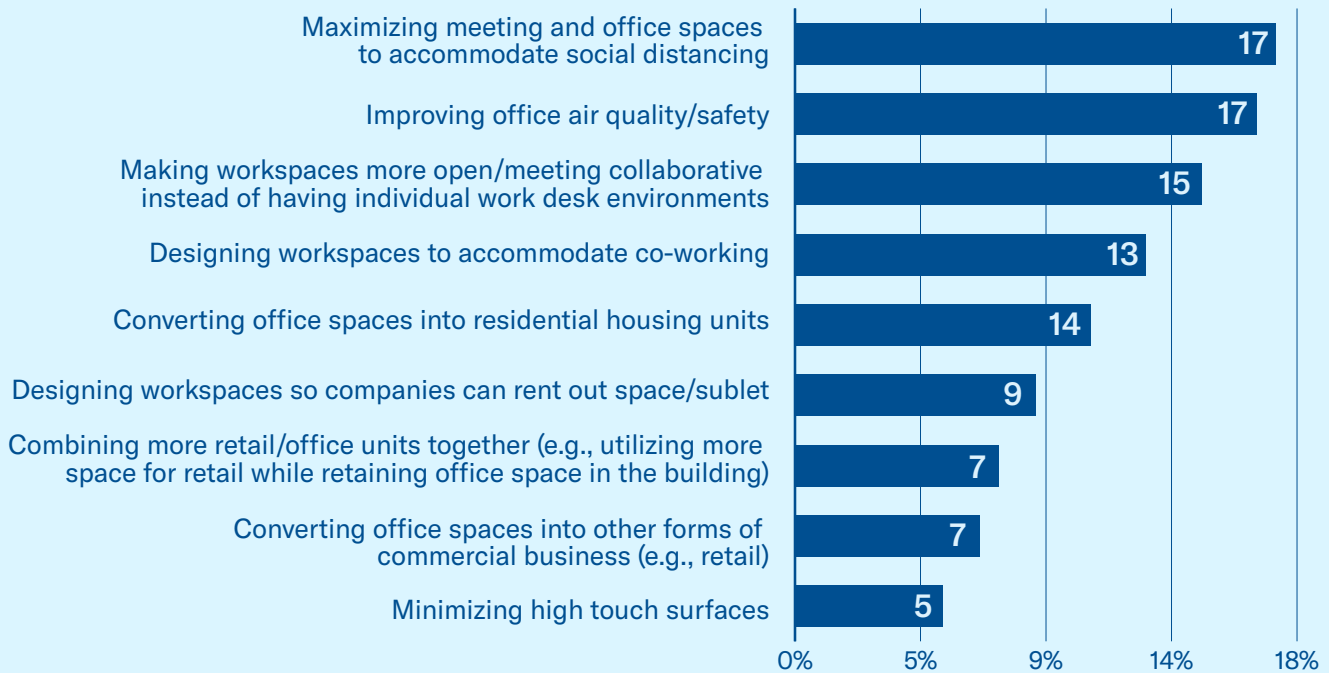 Maximizing meeting and office spaces
to accommodate social distancing
17
Improving office air quality/safety
17
Making workspaces more open/meeting collaborative
instead of having individual work desk environments
15
Designing workspaces to accommodate co-working
13
Converting office spaces into residential housing units
14
Designing workspaces so companies can rent out space/sublet
9
Combining more retail/office units together (e.g., utilizing more
space for retail while retaining office space in the building)
7
Converting office spaces into other forms of
commercial business (e.g., retail)
7
Minimizing high touch surfaces
5
0% 5% 9% 14% 18%